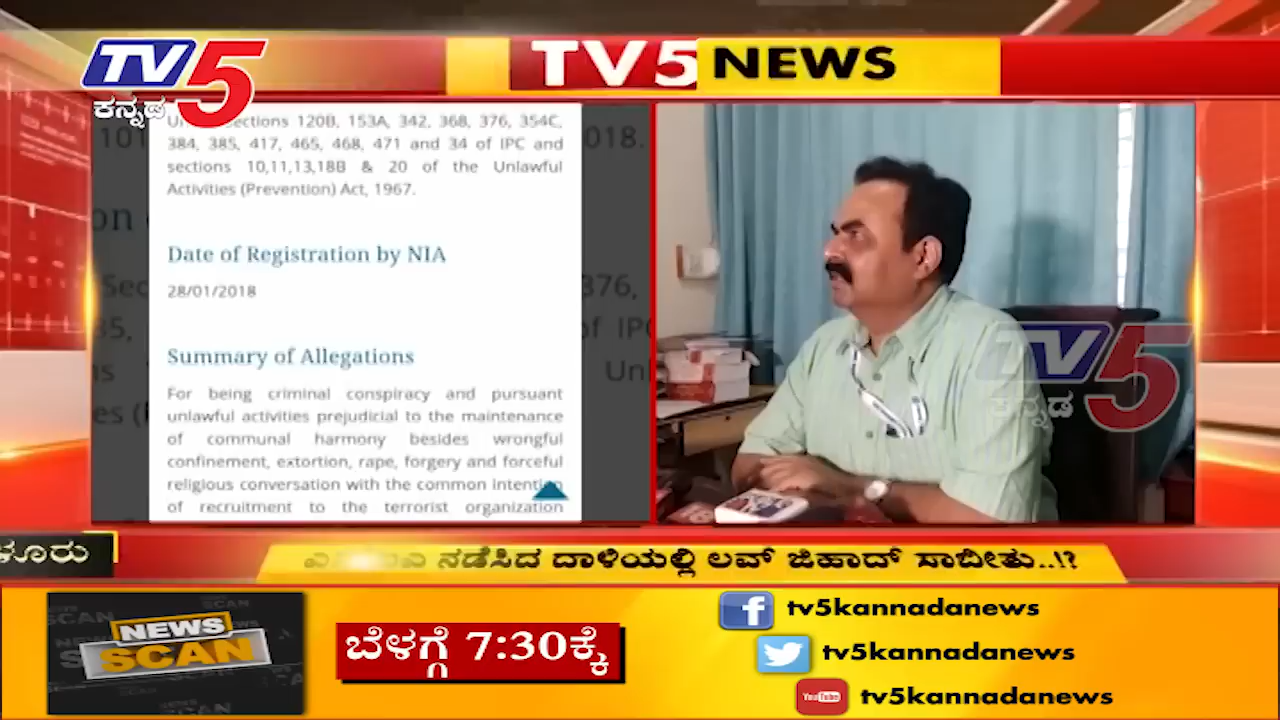 TV5 NEWS
TV5
ಕನ್ನಡ
Sections 120B, 153A, 342, 368, 376, 354C,
384, 385, 417, 465, 468, 471 and 34 of IPC and
sections 10,11,13,18B & 20 of the Unlawful
Activities (Prevention) Act, 1967.
Date of Registration by NIA
28/01/2018
Summary of Allegations
For being criminal conspiracy and pursuant
unlawful activities prejudicial to the maintenance
of communal harmony besides wrongful
confinement, extortion, rape, forgery and forceful
religious conversation with the common intention
of recruitment to the terrorist organization
018.
376,
of IPC
TV5
ಕನ್ನಡ
ಳೂರು
ನಡೆಸಿದ ದಾಳಿಯಲ್ಲಿ ಲವ್ ಜಿಹಾದ್ ಸಾಬೀತು..!?
NEWS
SCAN
ಬೆಳಗ್ಗೆ 7:30ಕ್ಕೆ
f tv5kannadanews
tv5kannadanews
YouTube tv5kannadanews